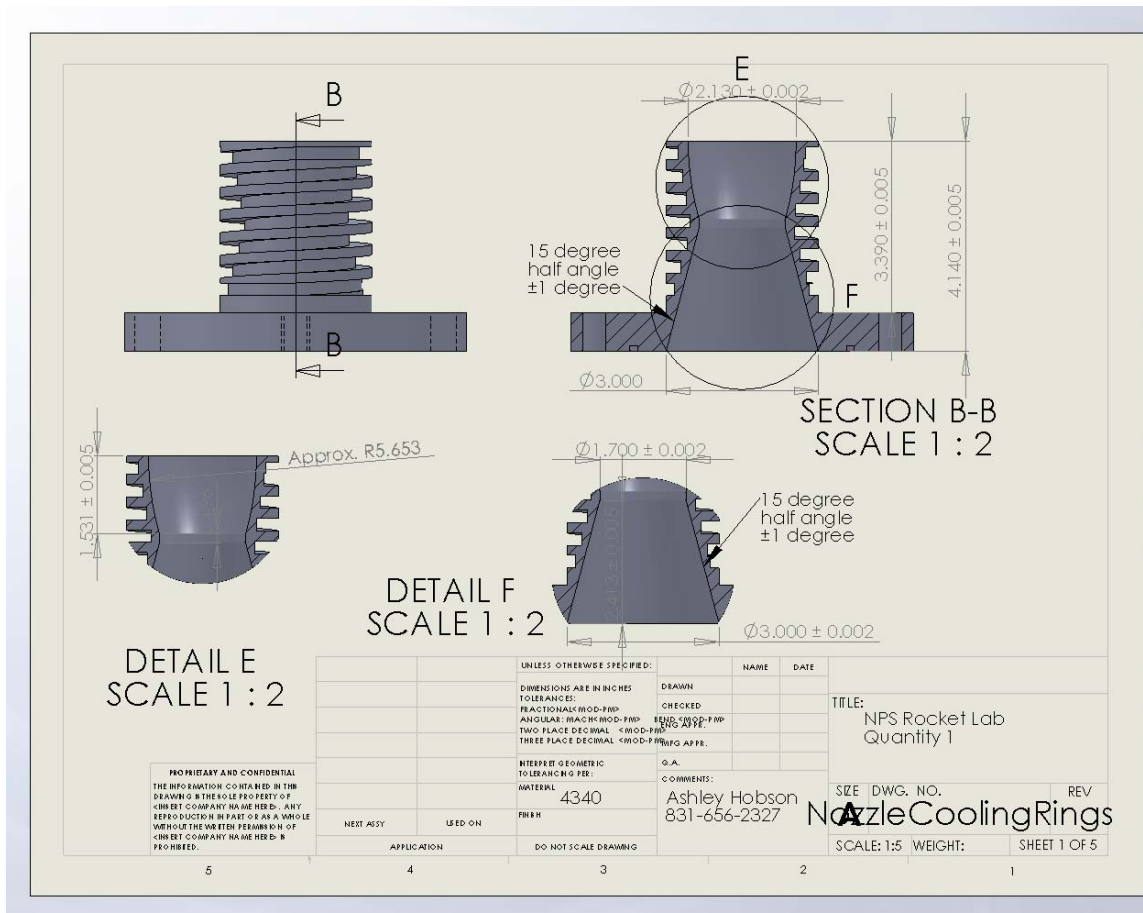 B
B
E
Ø2.130 ± 0.002
3.390 ± 0.005
4.140 ± 0.005
15 degree
half angle
±1 degree
F
Ø3.000
SECTION B-B
SCALE 1 : 2
1.531 ± 0.005
Approx. R5.653
DETAIL E
SCALE 1 : 2
Ø1.700 ± 0.002
2.413 ± 0.005
15 degree
half angle
±1 degree
Ø3.000 ± 0.002
DETAIL F
SCALE 1 : 2
PROPRIETARY AND CONFIDENTIAL
THE INFORMATION CONTAINED IN THIS
DRAWING IS THE SOLE PROPERTY OF
<INSERT COMPANY NAME HERE>. ANY
REPRODUCTION IN PART OR AS A WHOLE
WITHOUT THE WRITTEN PERMISSION OF
<INSERT COMPANY NAME HERE> IS
PROHIBITED.
NEXT ASSY
USED ON
APPLICATION
UNLESS OTHERWISE SPECIFIED:
DIMENSIONS ARE IN INCHES
TOLERANCES:
FRACTIONAL<MOD-PM>
ANGULAR: MACH<MOD-PM> BEND <MOD-PM>
TWO PLACE DECIMAL <MOD-PM>
THREE PLACE DECIMAL <MOD-PM>
INTERPRET GEOMETRIC
TOLERANCING PER:
MATERIAL
4340
FINISH
DO NOT SCALE DRAWING
NAME
DATE
DRAWN
CHECKED
ENG APPR.
MFG APPR.
Q.A.
COMMENTS:
Ashley Hobson
831-656-2327
TITLE:
NPS Rocket Lab
Quantity 1
SIZE
DWG. NO.
REV
A
NozzleCoolingRings
SCALE: 1:5
WEIGHT:
SHEET 1 OF 5
5
4
3
2
1